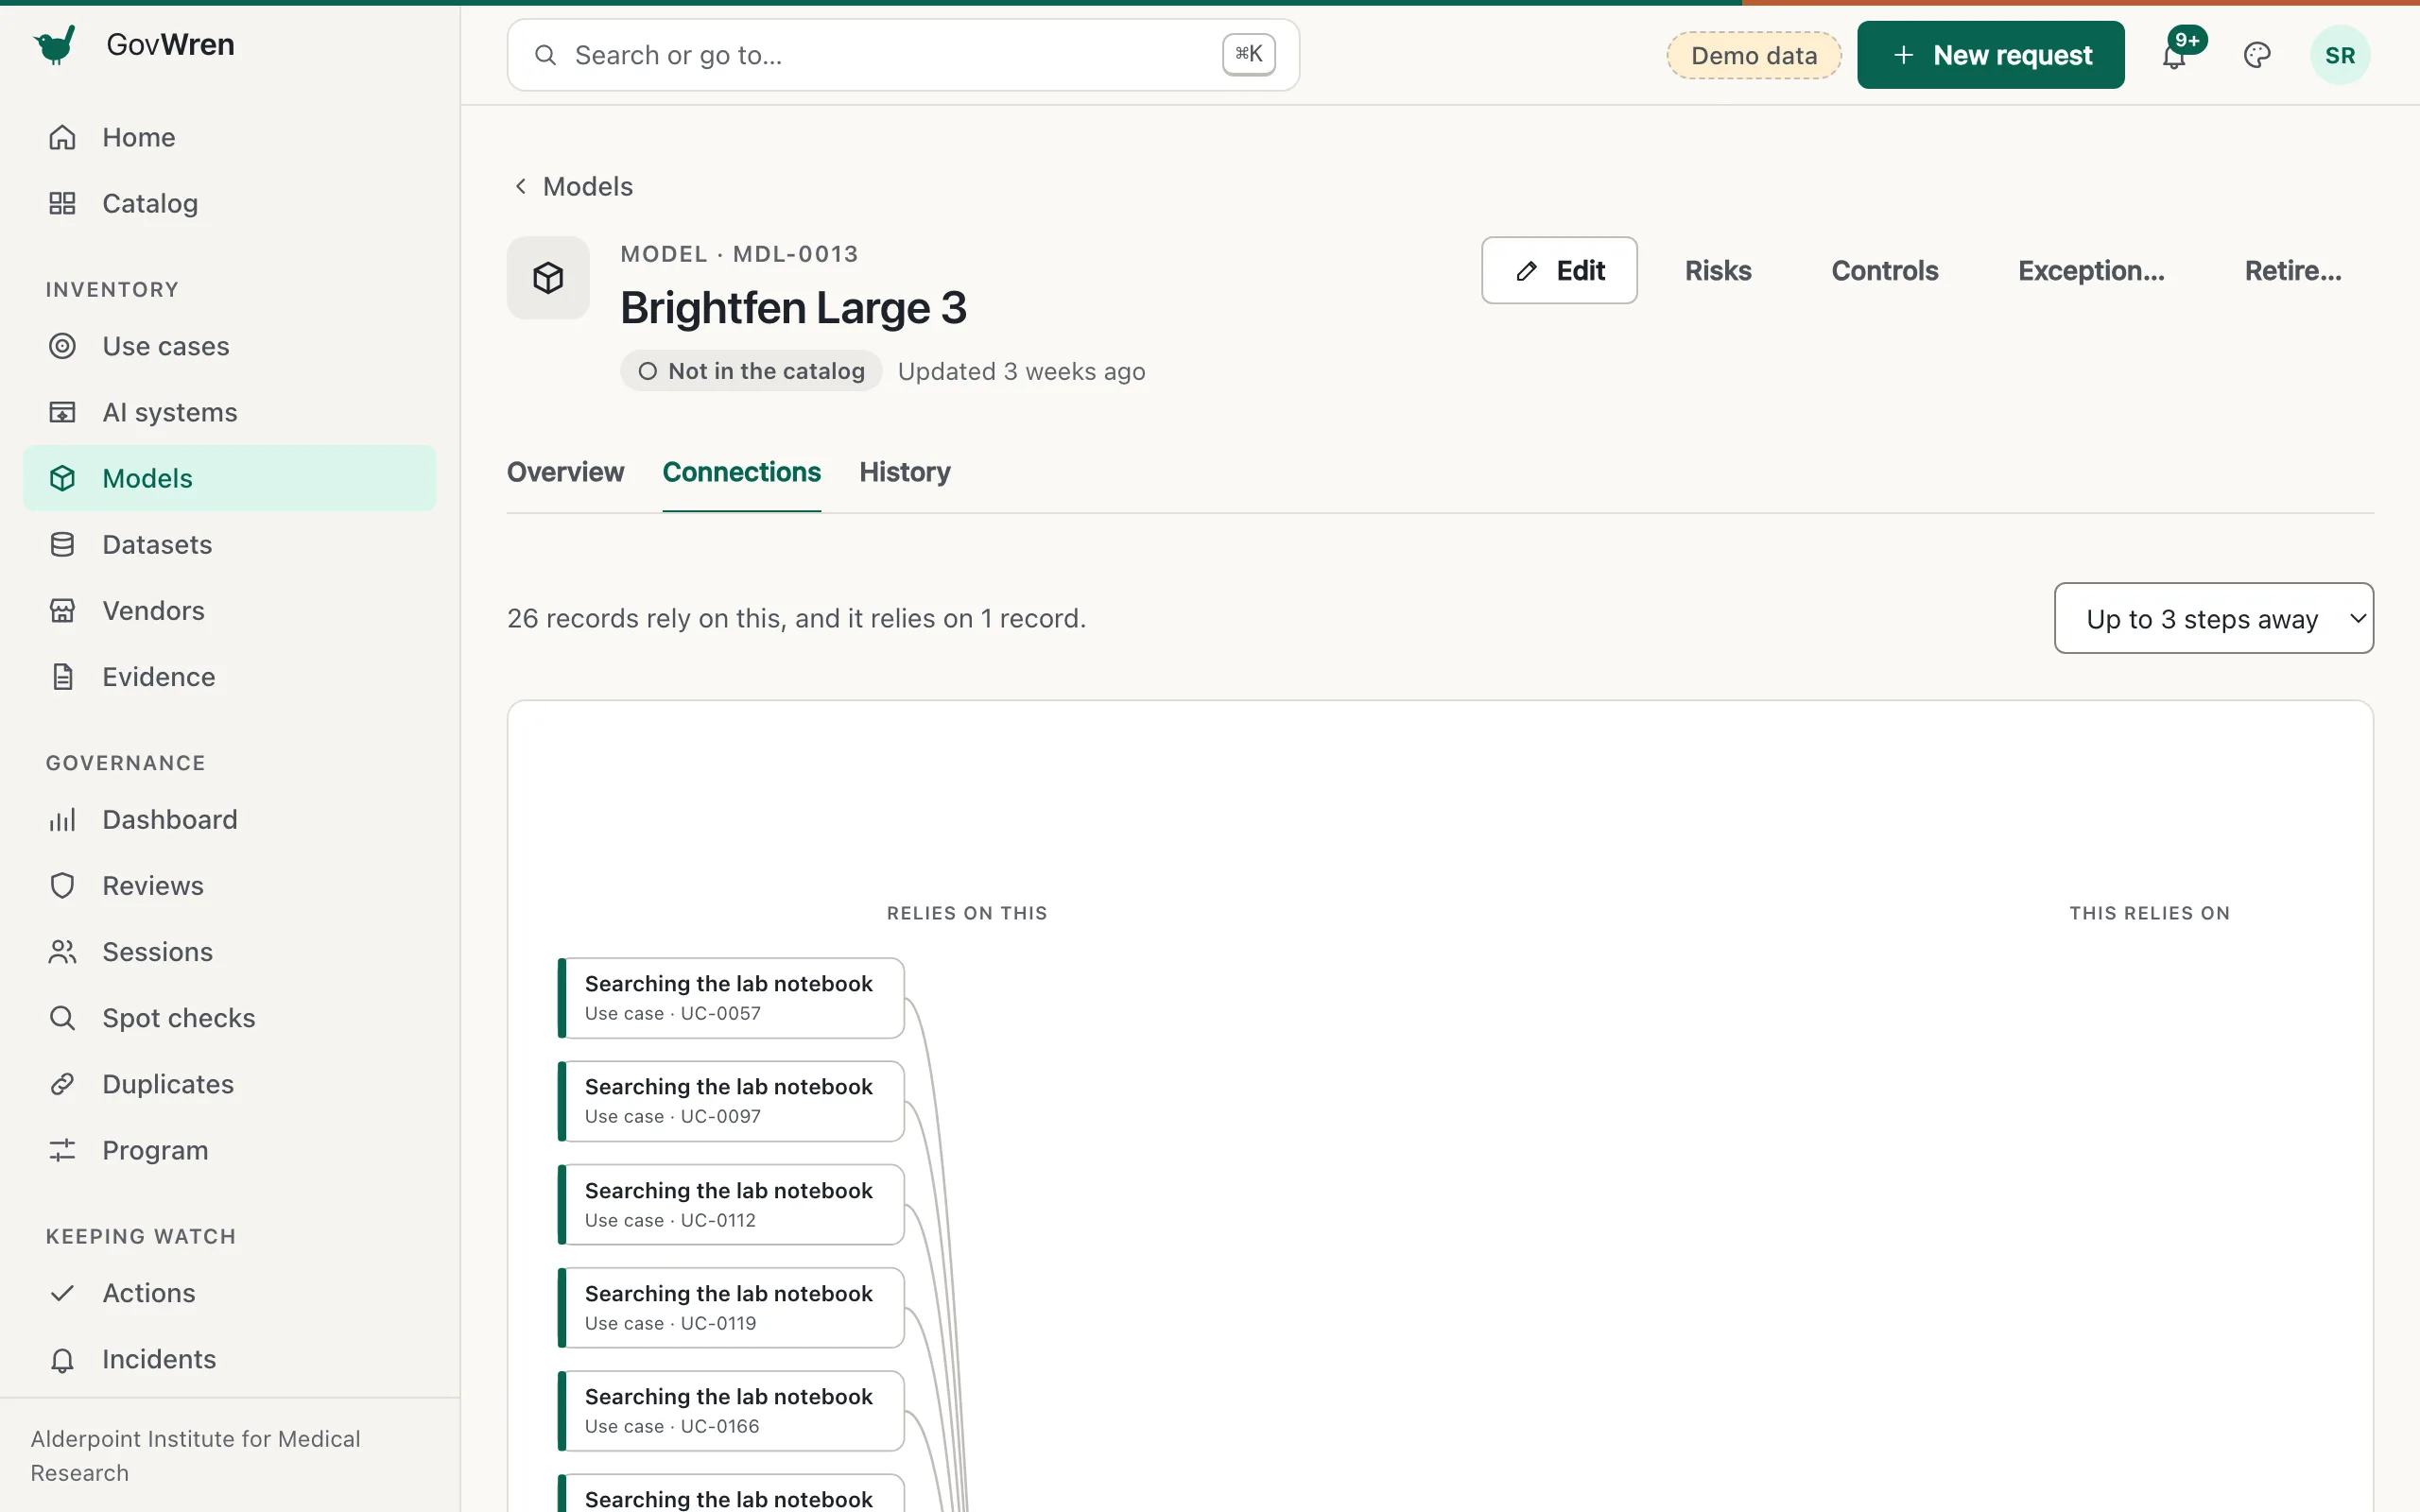 GovWren
Search or go to...
⌘K
Demo data
New request
9+
SR
Home
Catalog
INVENTORY
Use cases
AI systems
Models
Datasets
Vendors
Evidence
GOVERNANCE
Dashboard
Reviews
Sessions
Spot checks
Duplicates
Program
KEEPING WATCH
Actions
Incidents
Alderpoint Institute for Medical
Research
Models
MODEL · MDL-0013
Brightfen Large 3
Not in the catalog
Updated 3 weeks ago
Edit
Risks
Controls
Exception...
Retire...
Overview
Connections
History
26 records rely on this, and it relies on 1 record.
Up to 3 steps away
RELIES ON THIS
THIS RELIES ON
Searching the lab notebook
Use case · UC-0057
Searching the lab notebook
Use case · UC-0097
Searching the lab notebook
Use case · UC-0112
Searching the lab notebook
Use case · UC-0119
Searching the lab notebook
Use case · UC-0166
Searching the lab notebook